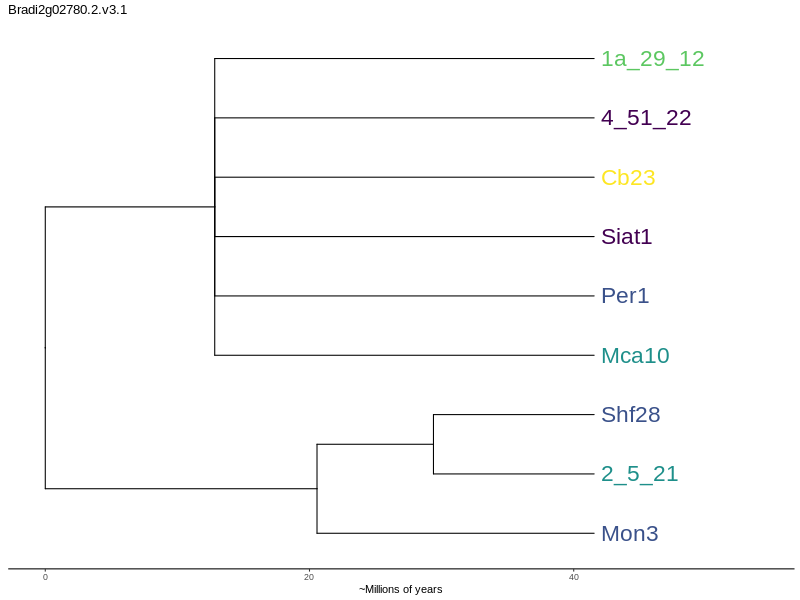 Bradi2g02780.2.v3.1
1a_29_12
4_51_22
Cb23
Siat1
Per1
Mca10
Shf28
2_5_21
Mon3
0 20 40
~Millions of years